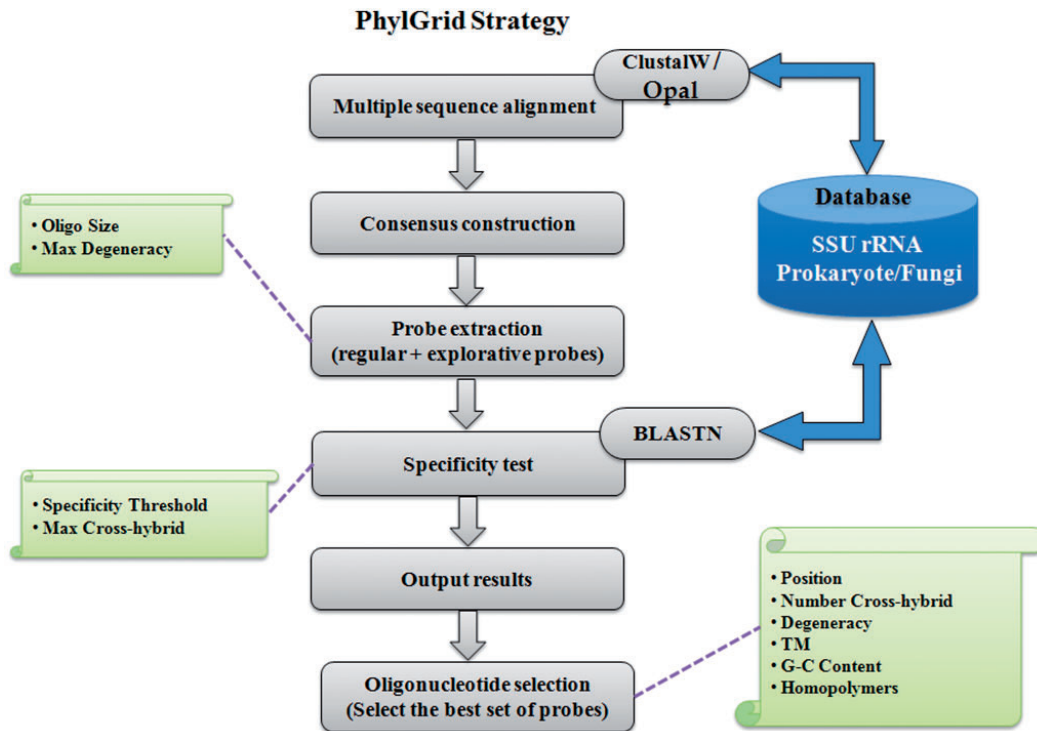 PhylGrid Strategy
ClustalW /
Opal
Multiple sequence alignment
Database
SSU rRNA
Prokaryote/Fungi
Consensus construction
• Oligo Size
• Max Degeneracy
Probe extraction
(regular + explorative probes)
BLASTN
Specificity test
• Specificity Threshold
• Max Cross-hybrid
Output results
• Position
• Number Cross-hybrid
• Degeneracy
• TM
• G-C Content
• Homopolymers
Oligonucleotide selection
(Select the best set of probes)